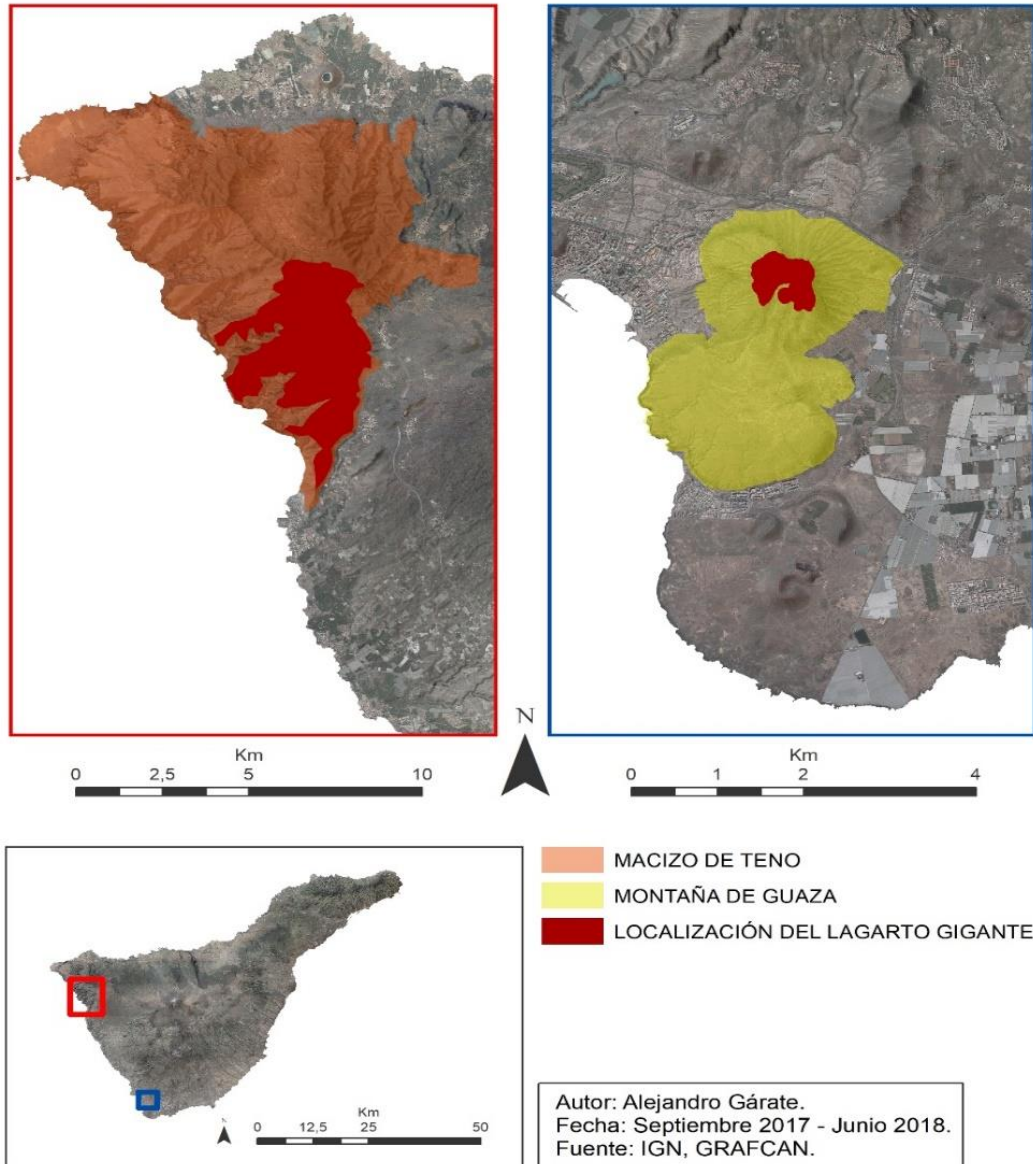 N
Km
0 2,5 5 10
Km
0 1 2 4
MACIZO DE TENO
MONTAÑA DE GUAZA
LOCALIZACIÓN DEL LAGARTO GIGANTE
N
Km
0 12,5 25 50
Autor: Alejandro Gárate.
Fecha: Septiembre 2017 - Junio 2018.
Fuente: IGN, GRAFCAN.